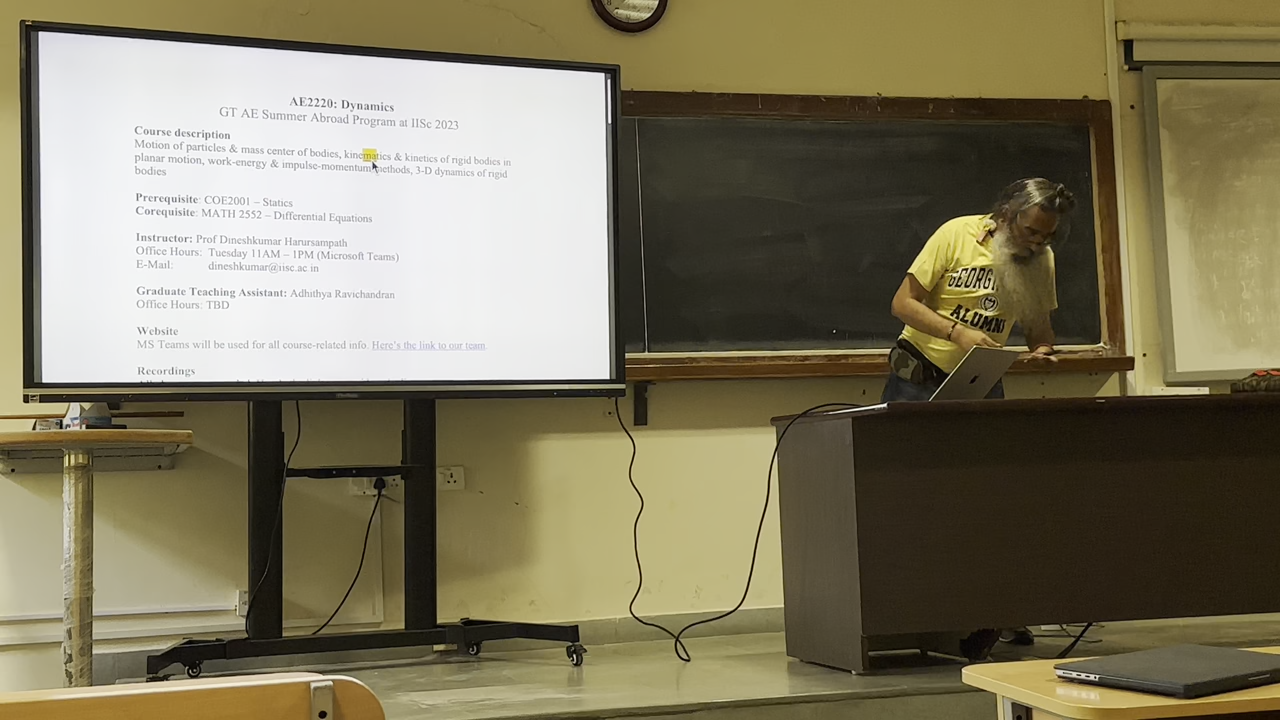 AE2220: Dynamics
GT AE Summer Abroad Program at IISc 2023
Course description
Motion of particles & mass center of bodies, kinematics & kinetics of rigid bodies in
planar motion, work-energy & impulse-momentum methods, 3-D dynamics of rigid
bodies
Prerequisite: COE2001 – Statics
Corequisite: MATH 2552 – Differential Equations
Instructor: Prof Dineshkumar Harursampath
Office Hours: Tuesday 11AM – 1PM (Microsoft Teams)
E-Mail: dineshkumar@iisc.ac.in
Graduate Teaching Assistant: Adhithya Ravichandran
Office Hours: TBD
Website
MS Teams will be used for all course-related info. Here's the link to our team.
Recordings
GEORGI
ALUMN